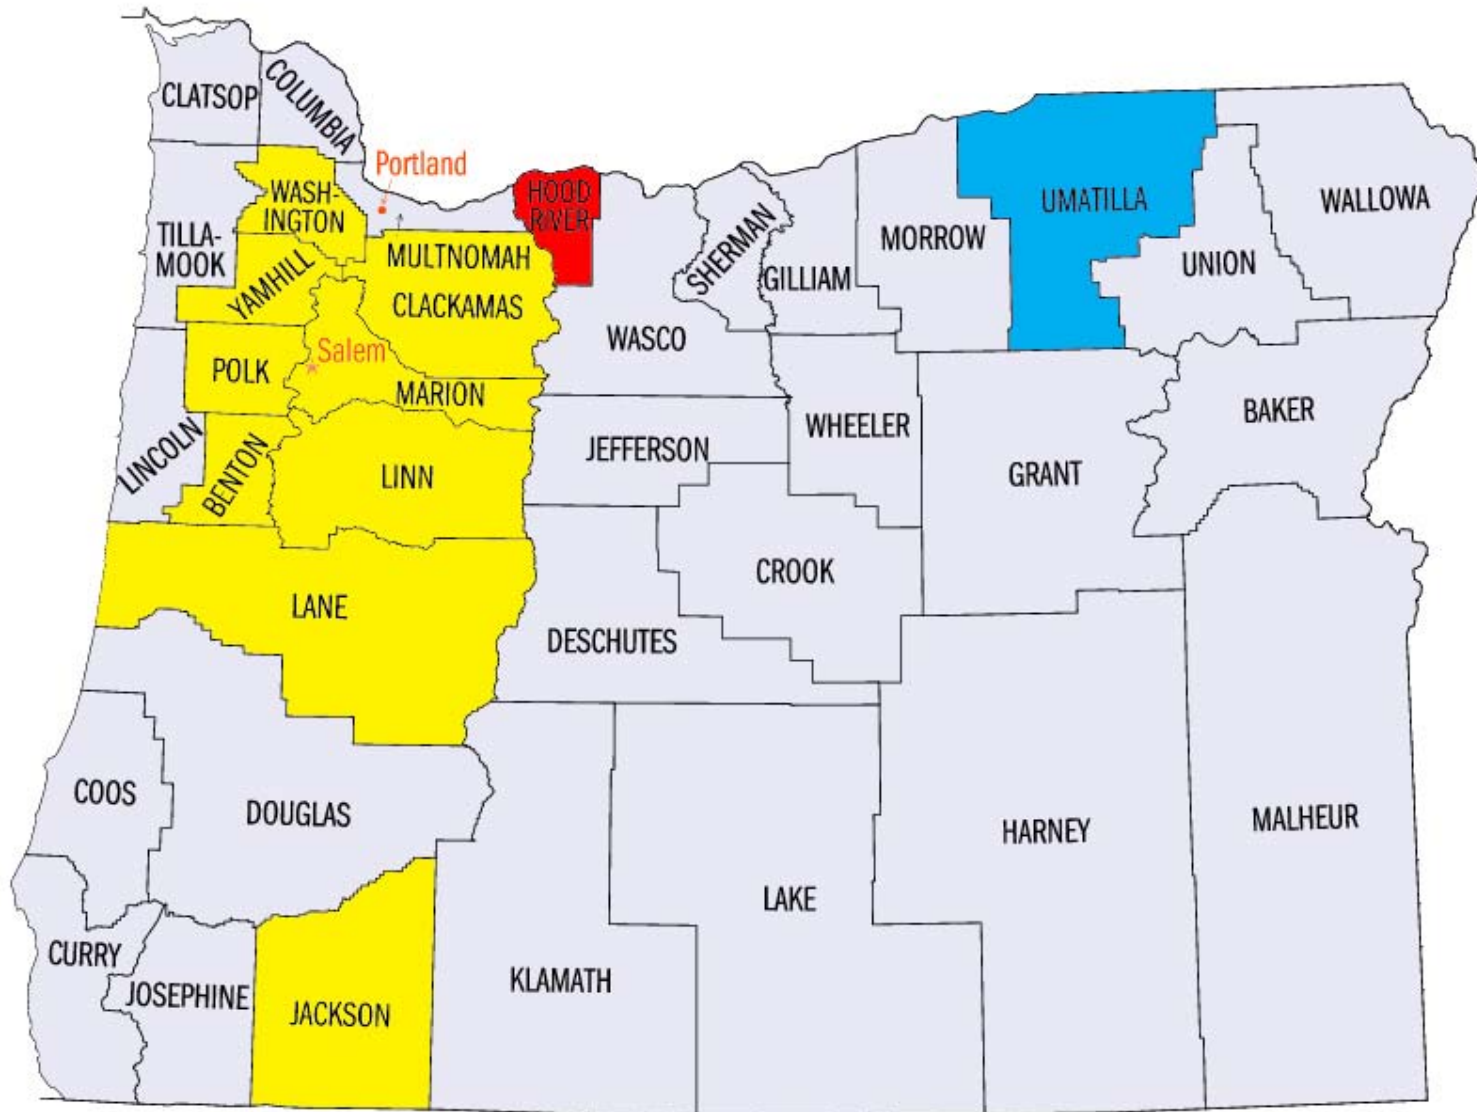 CLATSOP
COLUMBIA
Portland
WASH-
INGTON
HOOD
RIVER
TILLA-
MOOK
YAMHILL
MULTNOMAH
CLACKAMAS
SHERMAN
GILLIAM
MORROW
UMATILLA
UNION
WALLOWA
WASCO
Salem
POLK
MARION
LINCOLN
BENTON
LINN
JEFFERSON
WHEELER
GRANT
BAKER
LANE
CROOK
DESCHUTES
COOS
DOUGLAS
HARNEY
MALHEUR
LAKE
CURRY
JOSEPHINE
JACKSON
KLAMATH